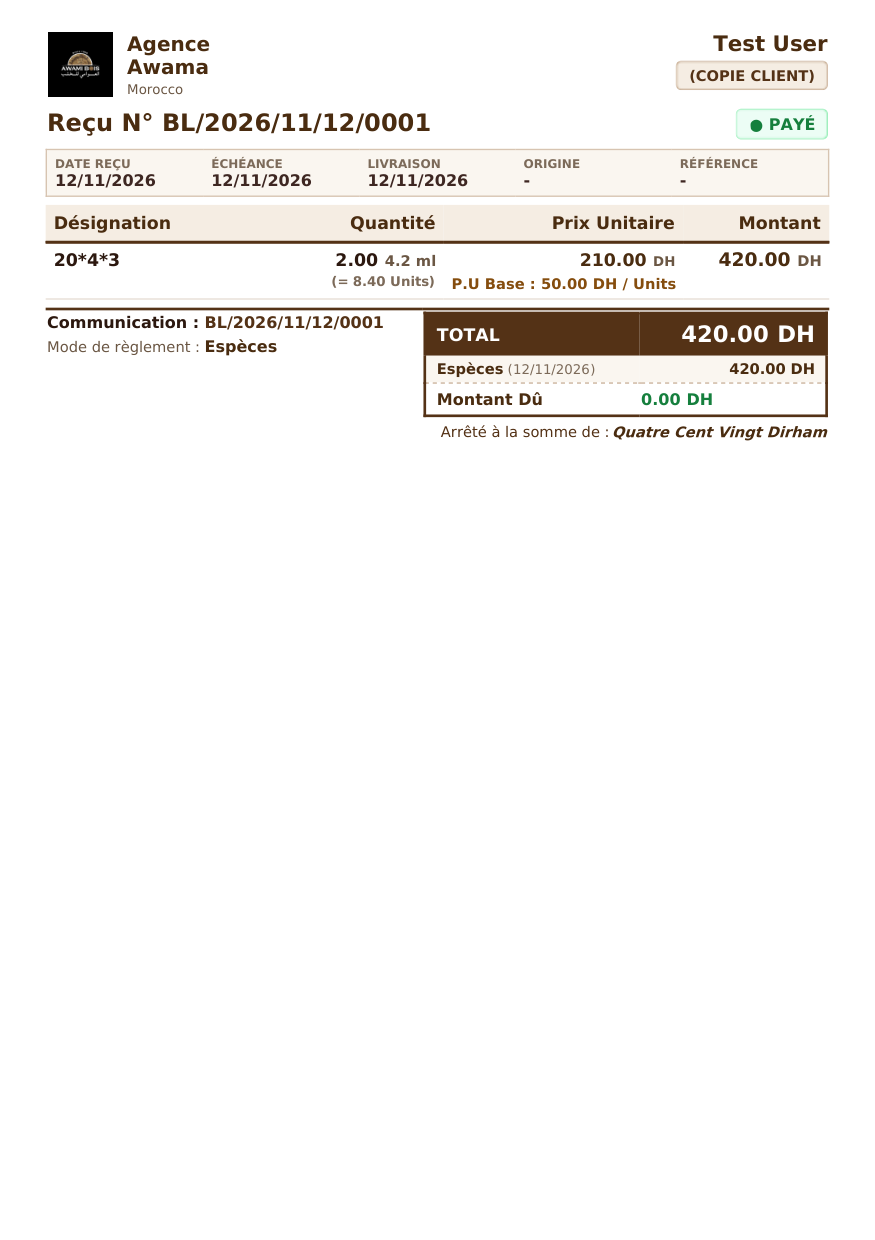 AWAMI BOIS
العوامي للخشب
Agence
Awama
Morocco
Test User
(COPIE CLIENT)
Reçu N° BL/2026/11/12/0001
● PAYÉ
DATE REÇU ÉCHÉANCE LIVRAISON ORIGINE RÉFÉRENCE
12/11/2026 12/11/2026 12/11/2026 - -
Désignation Quantité Prix Unitaire Montant
20*4*3 2.00 4.2 ml 210.00 DH 420.00 DH
(= 8.40 Units) P.U Base : 50.00 DH / Units
Communication : BL/2026/11/12/0001
Mode de règlement : Espèces
TOTAL 420.00 DH
Espèces (12/11/2026) 420.00 DH
Montant Dû 0.00 DH
Arrêté à la somme de : Quatre Cent Vingt Dirham